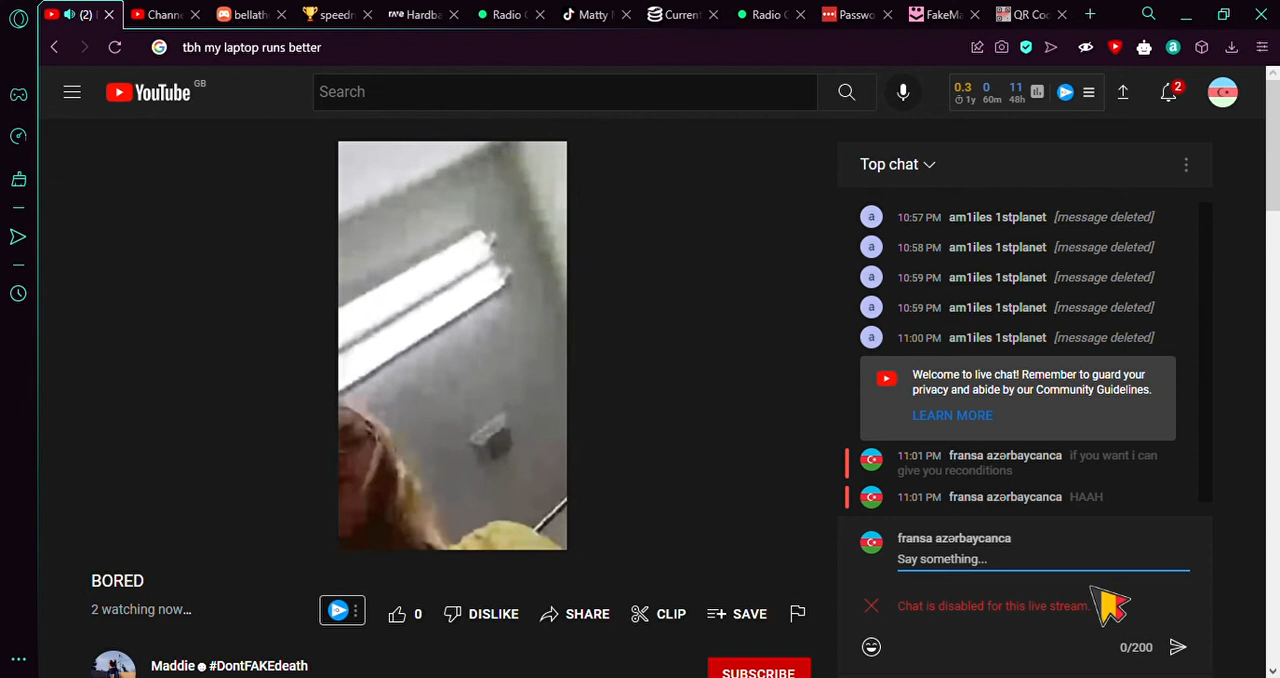 (2)
Channe
bellath
speedr
Hardba
Radio C
Matty
Current
Radio C
Passwo
FakeMa
QR Coc
tbh my laptop runs better
YouTube GB
Search
0.3 0 11
1y 60m 48h
2
Top chat
a 10:57 PM am1iles 1stplanet [message deleted]
a 10:58 PM am1iles 1stplanet [message deleted]
a 10:59 PM am1iles 1stplanet [message deleted]
a 10:59 PM am1iles 1stplanet [message deleted]
a 11:00 PM am1iles 1stplanet [message deleted]
Welcome to live chat! Remember to guard your
privacy and abide by our Community Guidelines.
LEARN MORE
11:01 PM fransa azərbaycanca if you want i can
give you reconditions
11:01 PM fransa azərbaycanca HAAH
fransa azərbaycanca
Say something...
Chat is disabled for this live stream.
0/200
BORED
2 watching now...
0 DISLIKE SHARE CLIP SAVE
Maddie☻#DontFAKEdeath
SUBSCRIBE